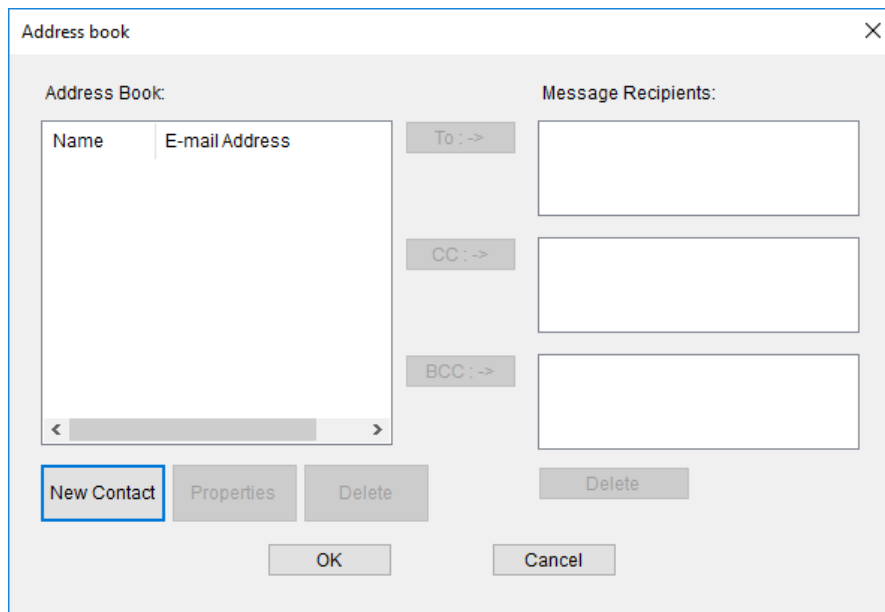 Address book
Address Book:
Message Recipients:
Name E-mail Address
To : ->
CC : ->
BCC : ->
New Contact Properties Delete
Delete
OK Cancel